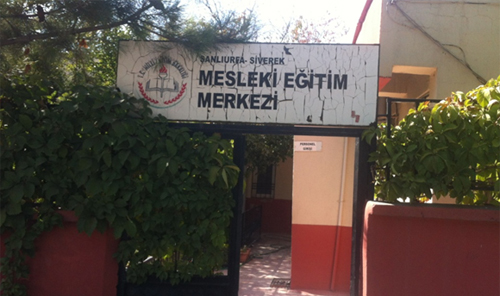 ŞANLIURFA- SİVEREK
MESLEKİ EĞİTİM
MERKEZİ